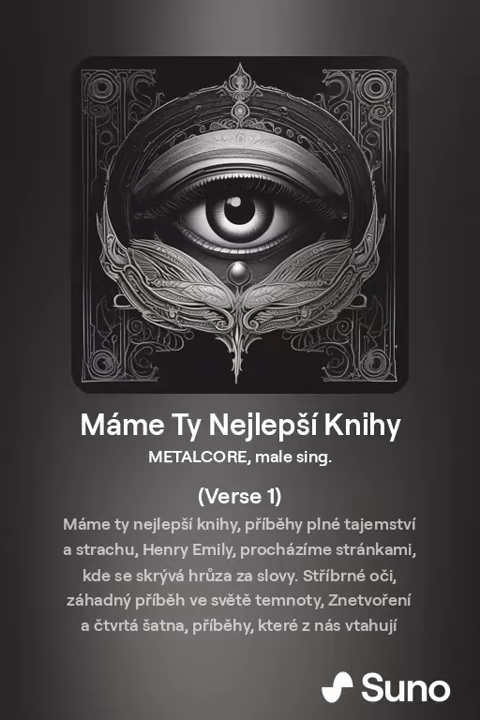 Máme Ty Nejlepší Knihy
METALCORE, male sing.
(Verse 1)
Máme ty nejlepší knihy, příběhy plné tajemství
a strachu, Henry Emily, procházíme stránkami,
kde se skrývá hrůza za slovy. Stříbrné oči,
záhadný příběh ve světě temnoty, Znetvoření
a čtvrtá šatna, příběhy, které z nás vtahují
Suno